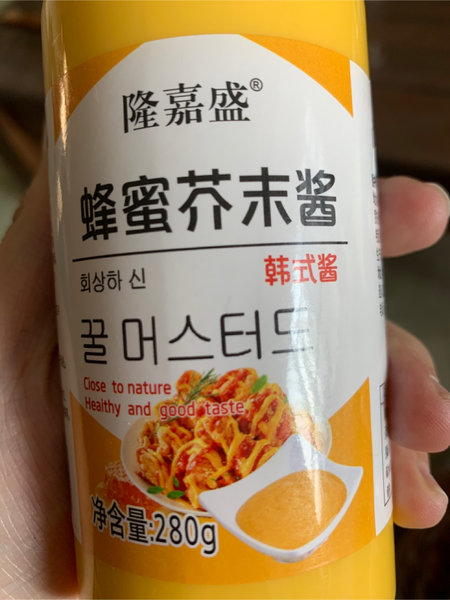 隆嘉盛®
蜂蜜芥末酱
회상하 신
韩式酱
꿀 머스터드
Close to nature
Healthy and good taste
净含量:280g